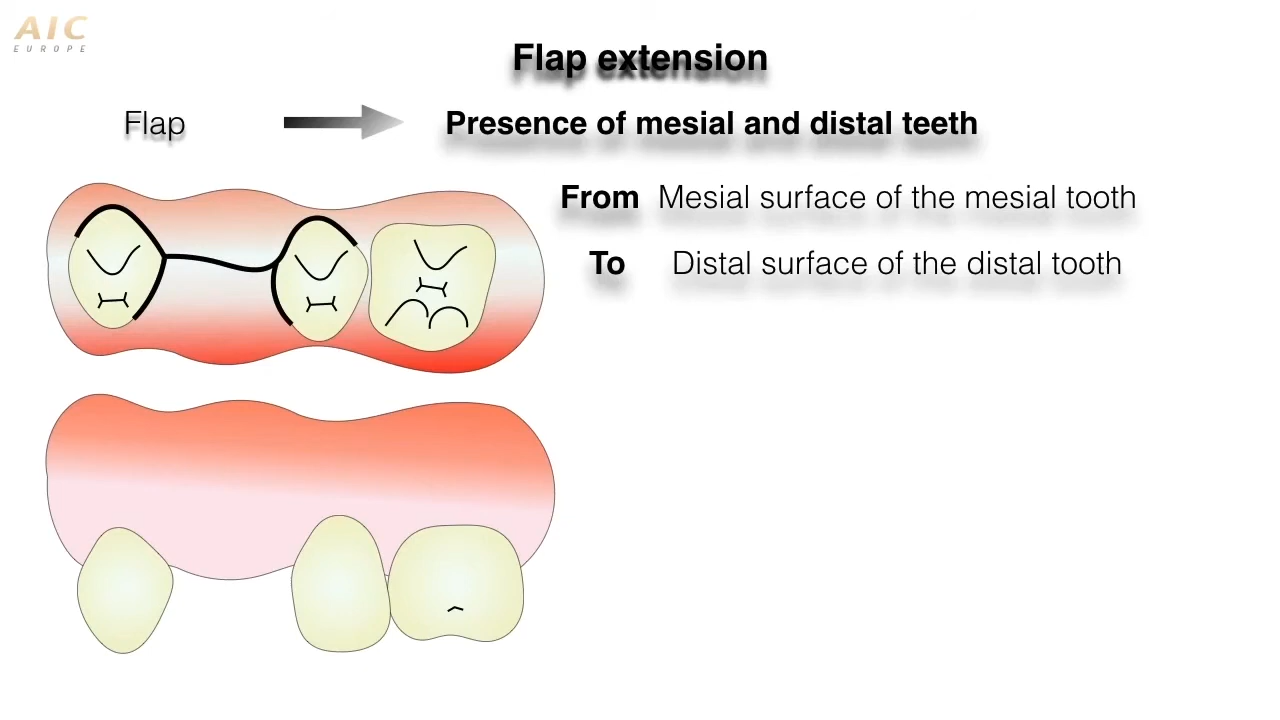 AIC
EUROPE
Flap extension
Flap Presence of mesial and distal teeth
From Mesial surface of the mesial tooth
To Distal surface of the distal tooth